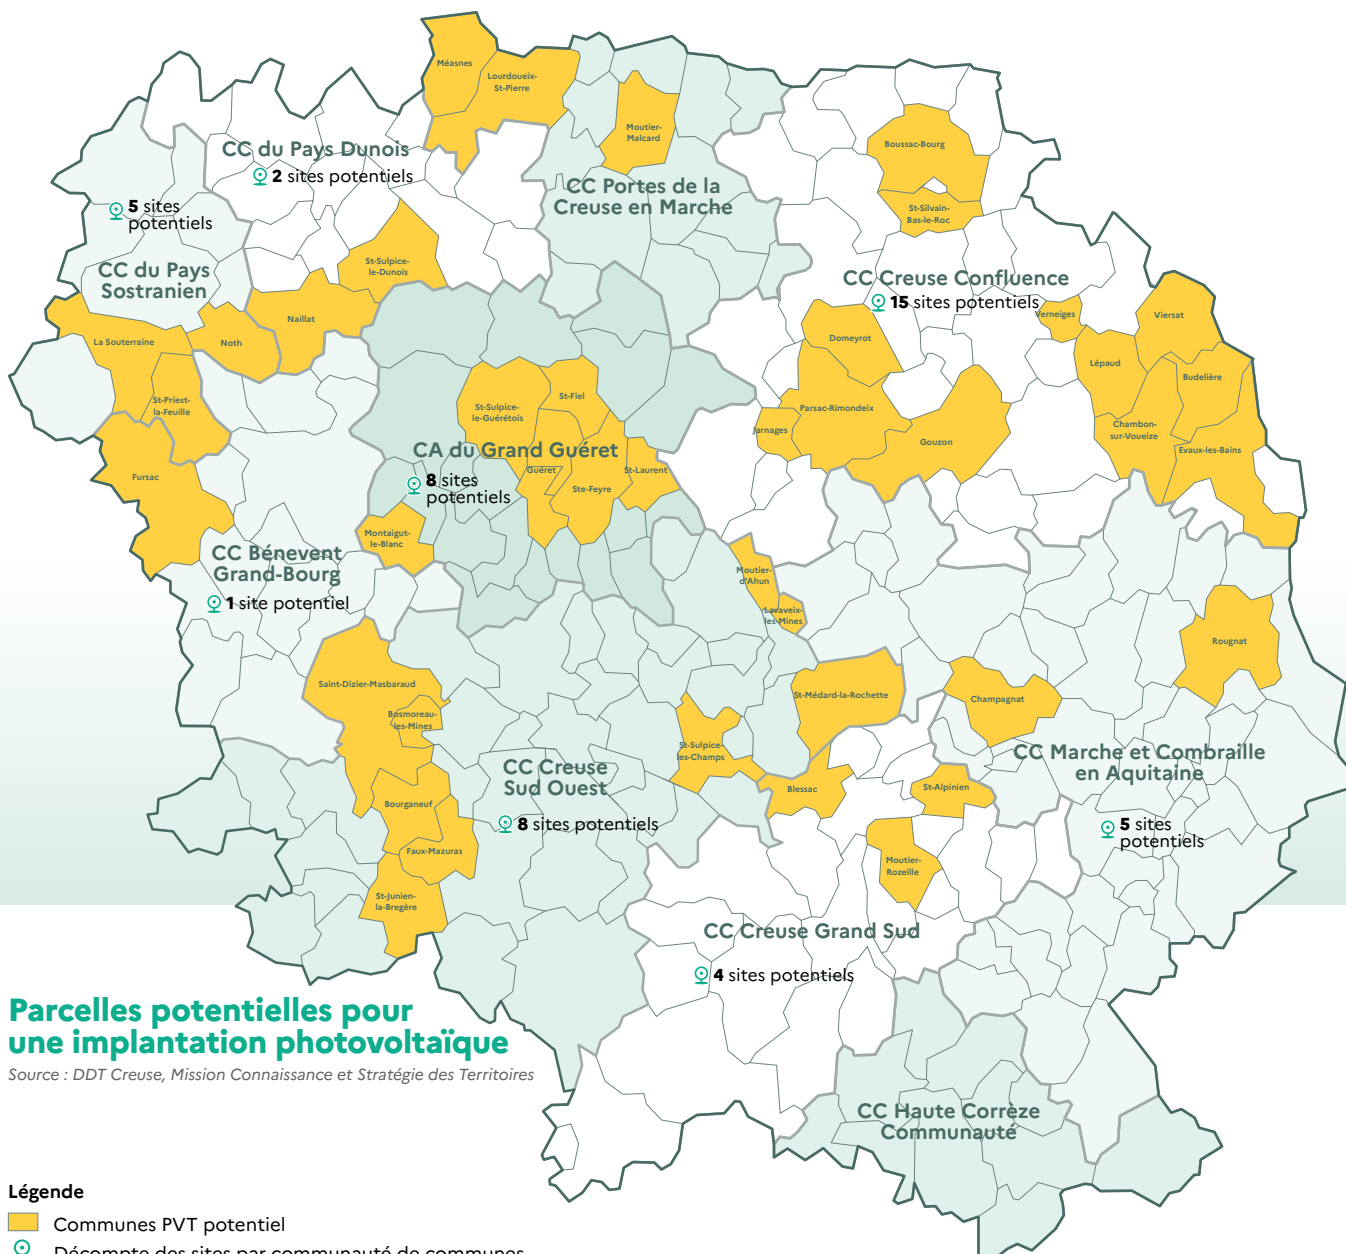 Méasnes
Lourdoueix-
St-Pierre
Moutier-
Malcard
Boussac-Bourg
CC du Pays Dunois
2 sites potentiels
CC Portes de la
Creuse en Marche
5 sites
potentiels
St-Silvain-
Bas-le-Roc
CC du Pays
Sostranien
St-Sulpice-
le-Dunois
CC Creuse Confluence
15 sites potentiels
Verneiges
Viersat
Naillat
La Souterraine
Noth
Domeyrot
Lépaud
Budelière
St-Priest-
la-Feuille
St-Sulpice-
le-Guérétois
St-Fiel
Parsac-Rimondeix
Jarnages
Gouzon
Chambon-
sur-Voueize
Evaux-les-Bains
CA du Grand Guéret
8 sites
potentiels
Guéret
St-Laurent
Ste-Feyre
Fursac
Montaigut-
le-Blanc
CC Bénevent
Grand-Bourg
1 site potentiel
Moutier-
d'Ahun
Lavaveix-
les-Mines
Rougnat
Saint-Dizier-Masbaraud
Bosmoreau-
les-Mines
St-Médard-la-Rochette
Champagnat
St-Sulpice-
les-Champs
CC Marche et Combraille
en Aquitaine
5 sites
potentiels
CC Creuse
Sud Ouest
8 sites potentiels
Blessac
St-Alpinien
Bourganeuf
Faux-Mazuras
Moutier-
Rozeille
St-Junien-
la-Bregère
CC Creuse Grand Sud
4 sites potentiels
Parcelles potentielles pour
une implantation photovoltaïque
Source : DDT Creuse, Mission Connaissance et Stratégie des Territoires
CC Haute Corrèze
Communauté
Légende
Communes PVT potentiel
Décompte des sites par communauté de communes